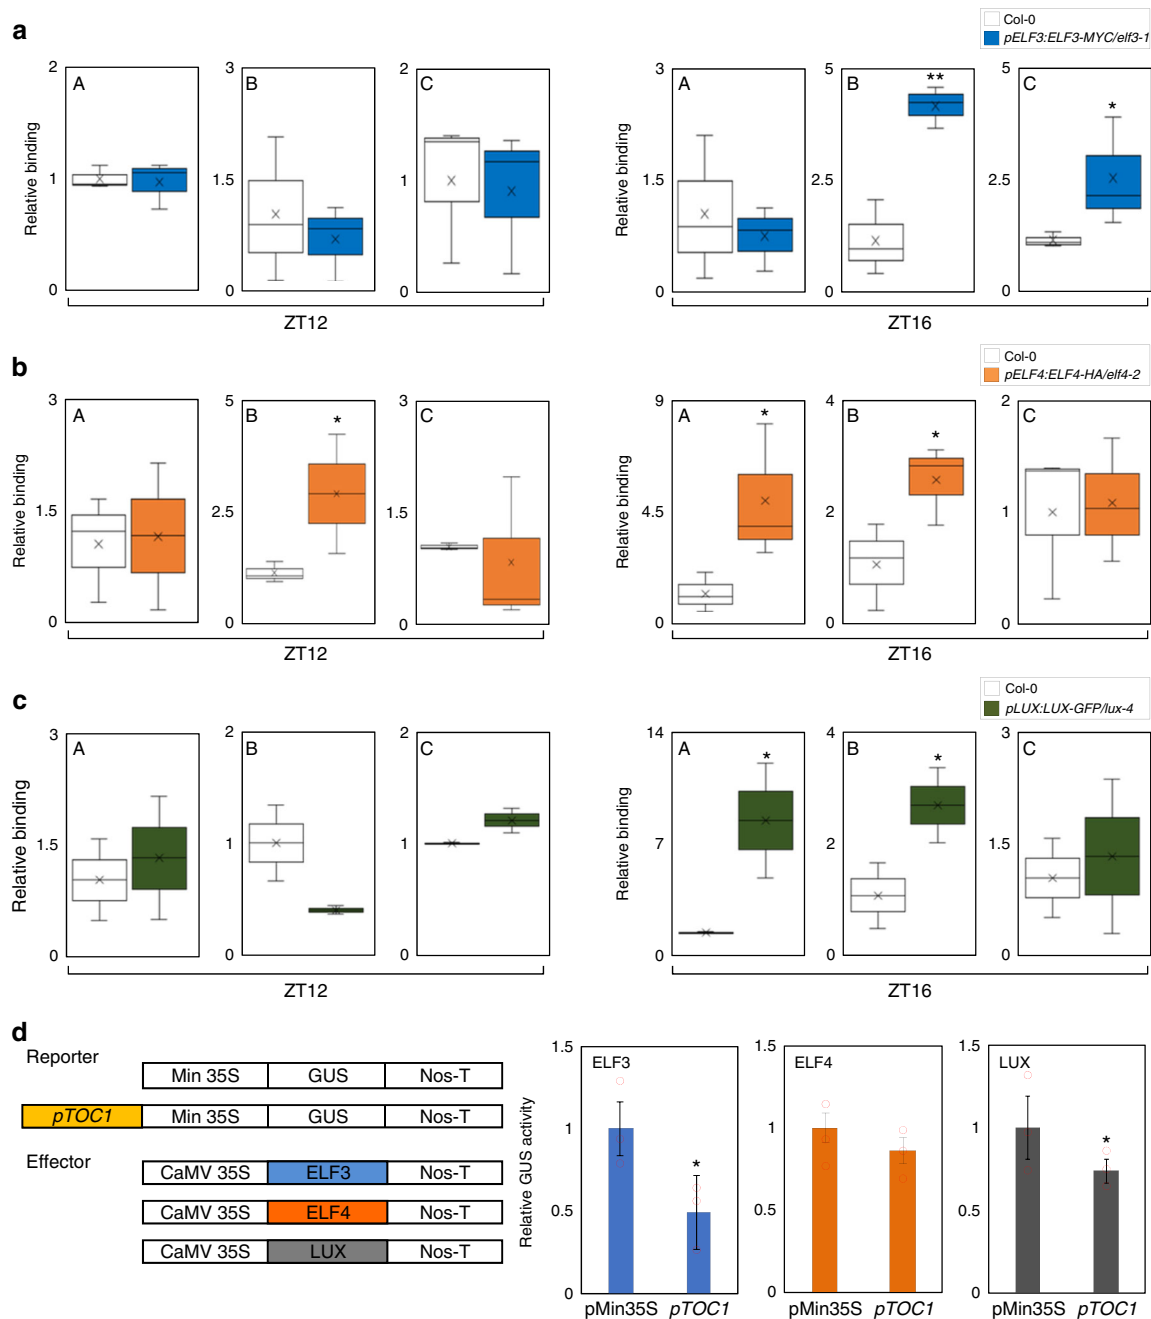 a
Col-0
pELF3:ELF3-MYC/elf3-1
Relative binding
2
1
0
A
3
1.5
0
B
2
1
0
C
ZT12
Relative binding
3
1.5
0
A
5
2.5
0
B
**
5
2.5
0
C
*
ZT16
b
Col-0
pELF4:ELF4-HA/elf4-2
Relative binding
3
1.5
0
A
5
2.5
0
B
*
3
1.5
0
C
ZT12
Relative binding
9
4.5
0
A
*
4
2
0
B
*
2
1
0
C
ZT16
c
Col-0
pLUX:LUX-GFP/lux-4
Relative binding
3
1.5
0
A
2
1
0
B
2
1
0
C
ZT12
Relative binding
14
7
0
A
*
4
2
0
B
*
3
1.5
0
C
ZT16
d
Reporter
Min 35S GUS Nos-T
pTOC1 Min 35S GUS Nos-T
Effector
CaMV 35S ELF3 Nos-T
CaMV 35S ELF4 Nos-T
CaMV 35S LUX Nos-T
Relative GUS activity
1.5
1
0.5
0
ELF3
*
pMin35S pTOC1
1.5
1
0.5
0
ELF4
pMin35S pTOC1
1.5
1
0.5
0
LUX
*
pMin35S pTOC1